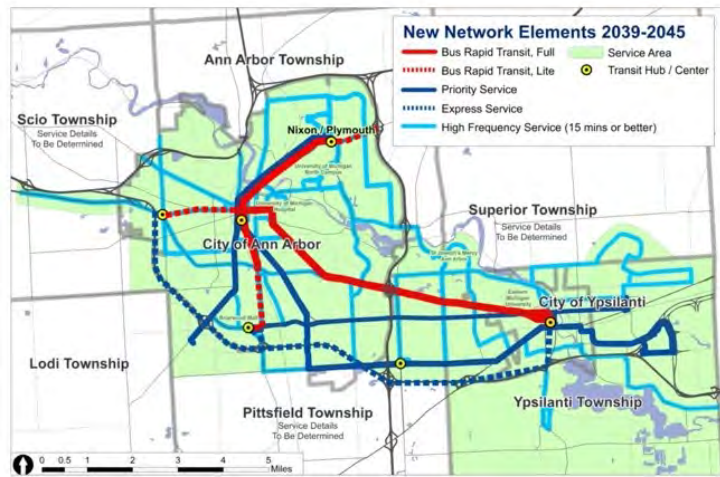 New Network Elements 2039-2045
Bus Rapid Transit, Full
Service Area
Bus Rapid Transit, Lite
Transit Hub / Center
Priority Service
Express Service
High Frequency Service (15 mins or better)
Ann Arbor Township
Scio Township
Service Details
To Be Determined
Nixon / Plymouth
University of Michigan
North Campus
University of Michigan
Hospital
Superior Township
Service Details
To Be Determined
City of Ann Arbor
Eastern
Michigan
University
City of Ypsilanti
Lodi Township
Pittsfield Township
Service Details
To Be Determined
Ypsilanti Township
0 0.5 1 2 3 4 5
Miles